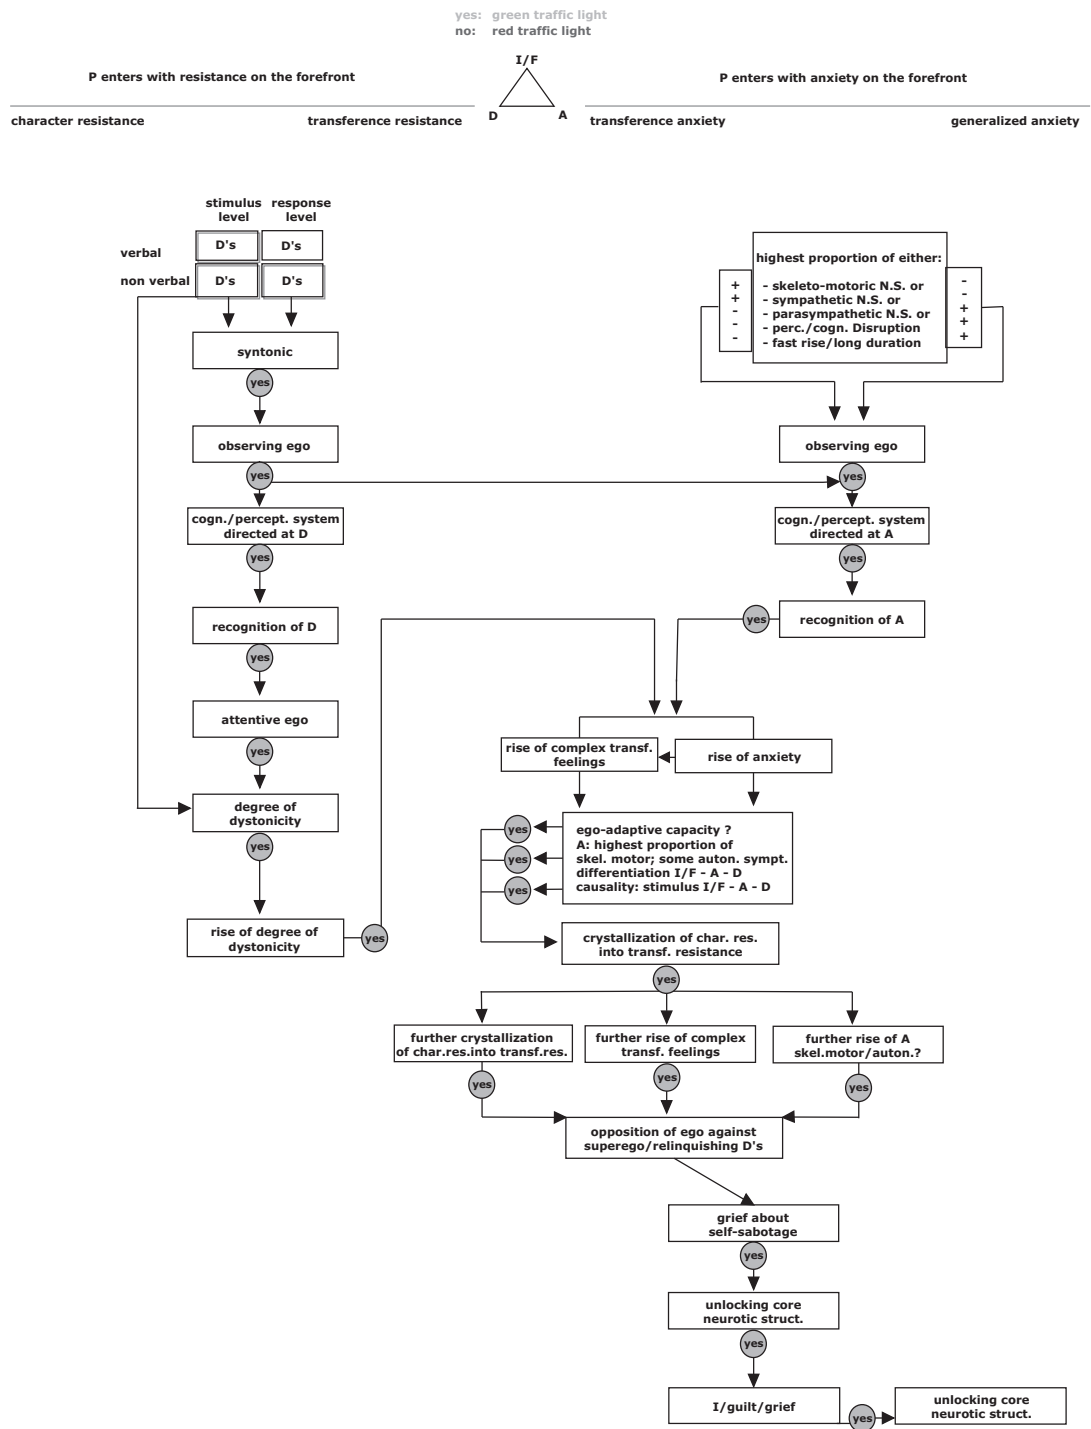 yes: green traffic light
no: red traffic light
I/F
P enters with resistance on the forefront
P enters with anxiety on the forefront
D
A
character resistance
transference resistance
transference anxiety
generalized anxiety
stimulus
level
response
level
verbal
D's
D's
non verbal
D's
D's
syntonic
yes
observing ego
yes
cogn./percept. system
directed at D
yes
recognition of D
yes
attentive ego
yes
degree of
dystonicity
yes
rise of degree of
dystonicity
yes
highest proportion of either:
- skeleto-motoric N.S. or
- sympathetic N.S. or
- parasympathetic N.S. or
- perc./cogn. Disruption
- fast rise/long duration
+
+
-
-
-
-
-
+
+
+
observing ego
yes
cogn./percept. system
directed at A
yes
recognition of A
yes
rise of complex transf.
feelings
rise of anxiety
ego-adaptive capacity ?
A: highest proportion of
skel. motor; some auton. sympt.
differentiation I/F - A - D
causality: stimulus I/F - A - D
yes
yes
yes
crystallization of char. res.
into transf. resistance
yes
further crystallization
of char.res.into transf.res.
yes
further rise of complex
transf. feelings
yes
further rise of A
skel.motor/auton.?
yes
opposition of ego against
superego/relinquishing D's
grief about
self-sabotage
yes
unlocking core
neurotic struct.
yes
I/guilt/grief
yes
unlocking core
neurotic struct.